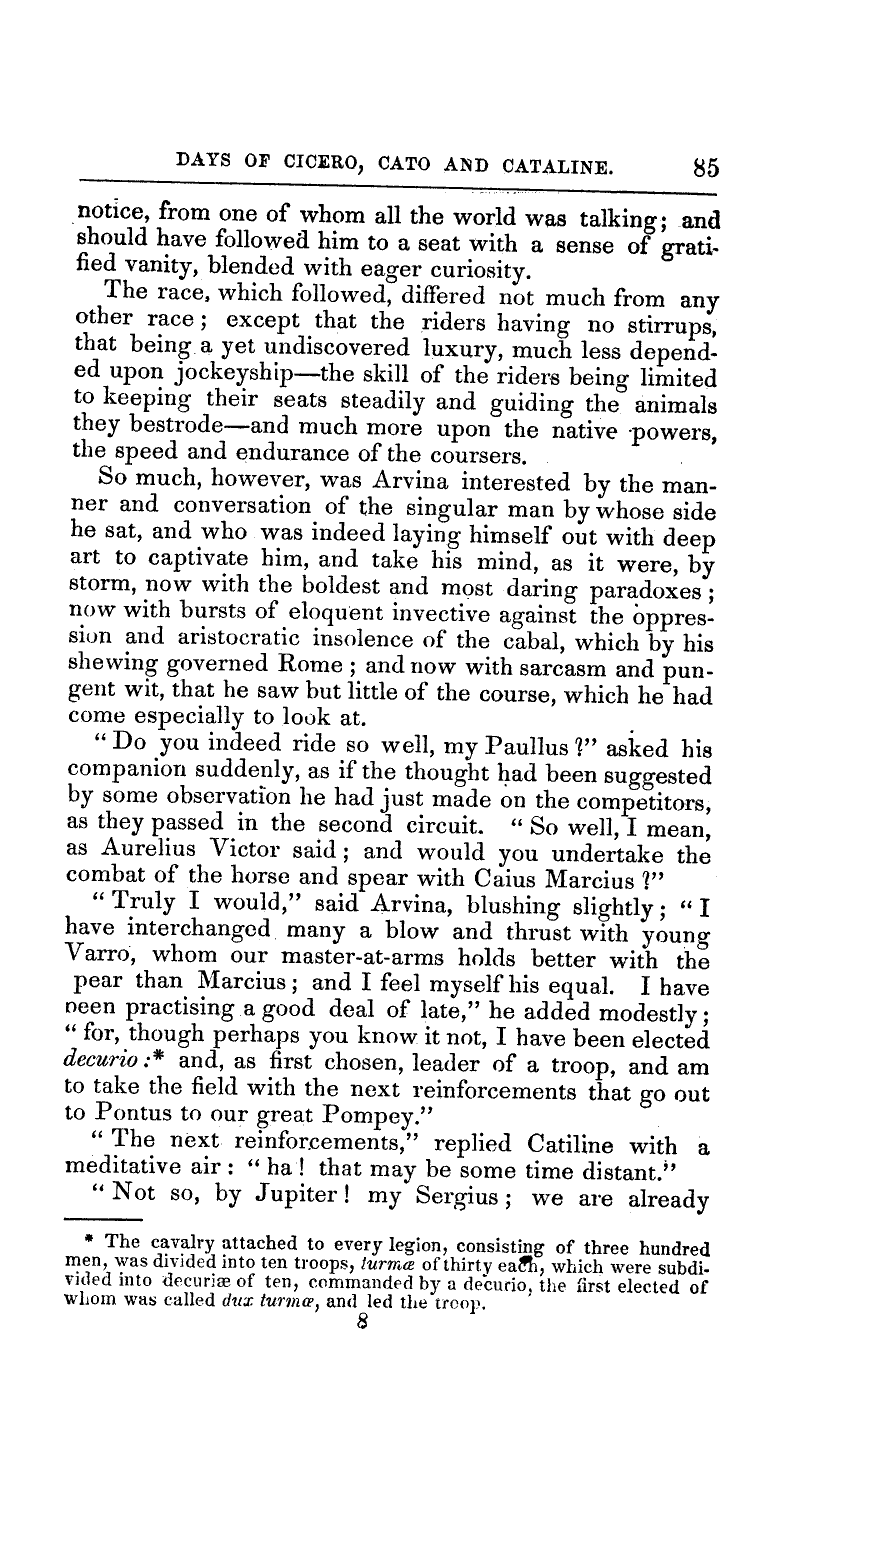 DAYS OF CICERO, CATO AND CATALINE. 85
notice, from one of whom all the world was talking; and
should have followed him to a seat with a sense of grati-
fied vanity, blended with eager curiosity.
The race, which followed, differed not much from any
other race; except that the riders having no stirrups,
that being a yet undiscovered luxury, much less depend-
ed upon jockeyship—the skill of the riders being limited
to keeping their seats steadily and guiding the animals
they bestrode—and much more upon the native powers,
the speed and endurance of the coursers.
So much, however, was Arvina interested by the man-
ner and conversation of the singular man by whose side
he sat, and who was indeed laying himself out with deep
art to captivate him, and take his mind, as it were, by
storm, now with the boldest and most daring paradoxes;
now with bursts of eloquent invective against the oppres-
sion and aristocratic insolence of the cabal, which by his
shewing governed Rome; and now with sarcasm and pun-
gent wit, that he saw but little of the course, which he had
come especially to look at.
"Do you indeed ride so well, my Paullus?" asked his
companion suddenly, as if the thought had been suggested
by some observation he had just made on the competitors,
as they passed in the second circuit. "So well, I mean,
as Aurelius Victor said; and would you undertake the
combat of the horse and spear with Caius Marcius?"
"Truly I would," said Arvina, blushing slightly; "I
have interchanged many a blow and thrust with young
Varro, whom our master-at-arms holds better with the
pear than Marcius; and I feel myself his equal. I have
been practising a good deal of late," he added modestly;
"for, though perhaps you know it not, I have been elected
decurio:* and, as first chosen, leader of a troop, and am
to take the field with the next reinforcements that go out
to Pontus to our great Pompey."
"The next reinforcements," replied Catiline with a
meditative air: "ha! that may be some time distant."
"Not so, by Jupiter! my Sergius; we are already
* The cavalry attached to every legion, consisting of three hundred
men, was divided into ten troops, turmæ of thirty each, which were subdi-
vided into decuriæ of ten, commanded by a decurio, the first elected of
whom was called dux turmæ, and led the troop.
8